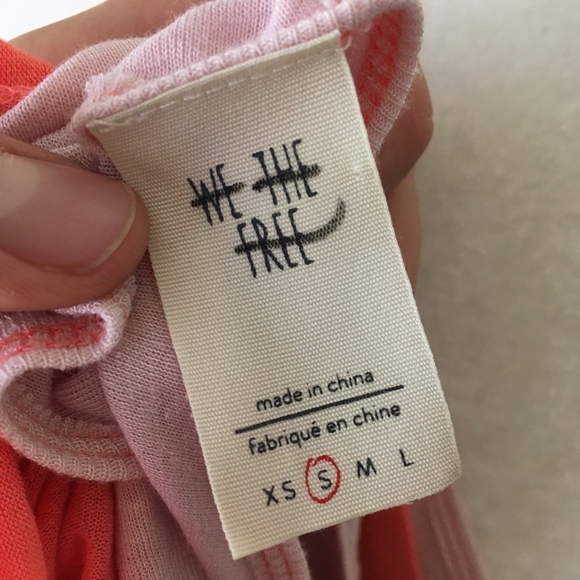 WE THE
FREE
made in china
fabriqué en chine
XS S M L